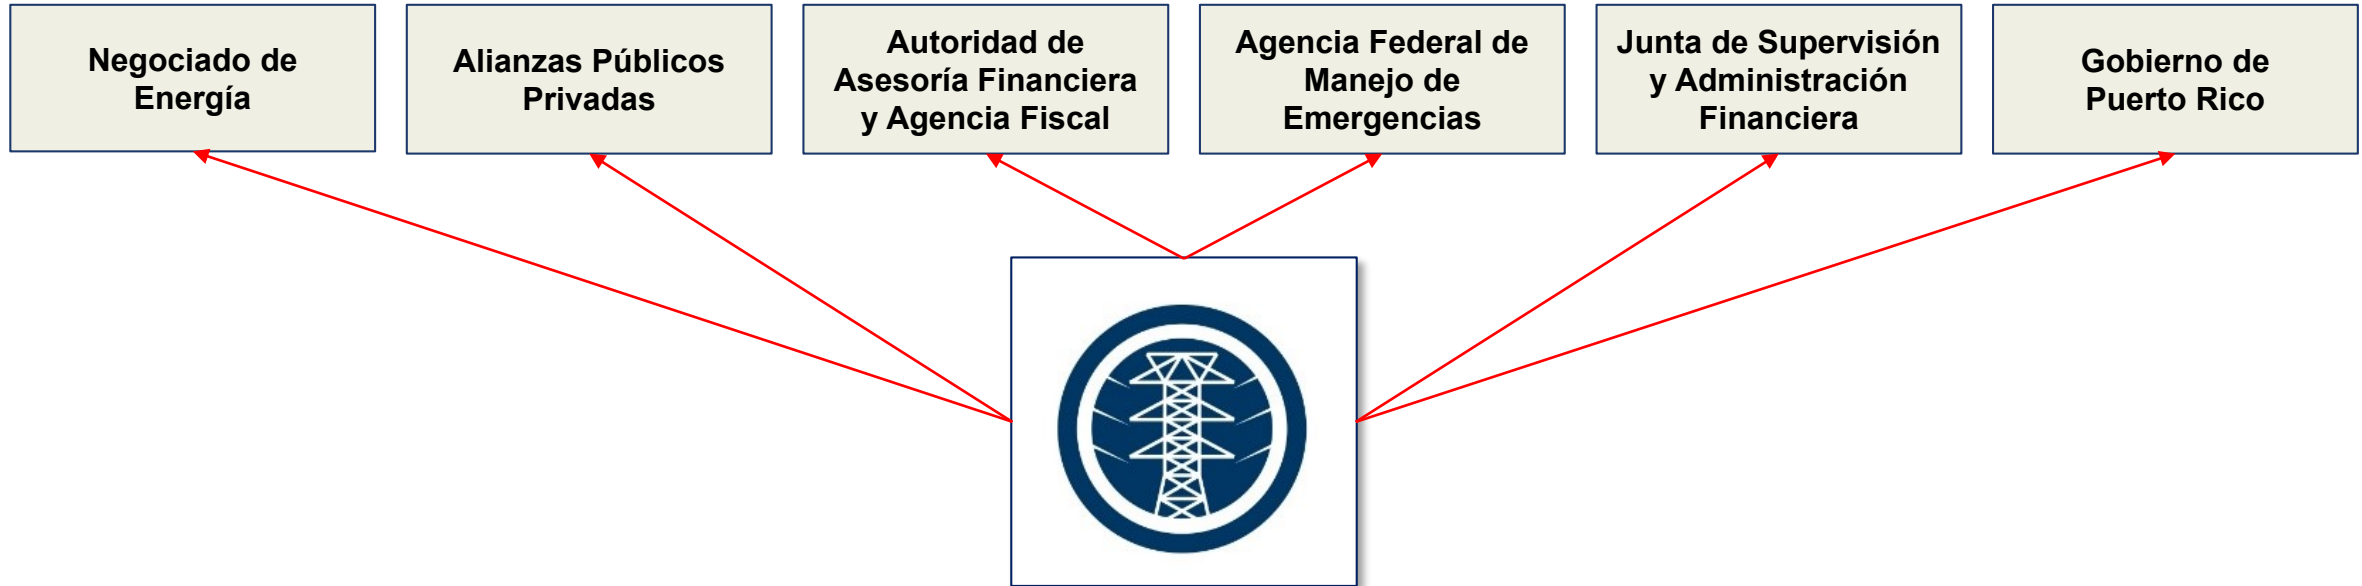 Negociado de
Energía
Alianzas Públicos
Privadas
Autoridad de
Asesoría Financiera
y Agencia Fiscal
Agencia Federal de
Manejo de
Emergencias
Junta de Supervisión
y Administración
Financiera
Gobierno de
Puerto Rico